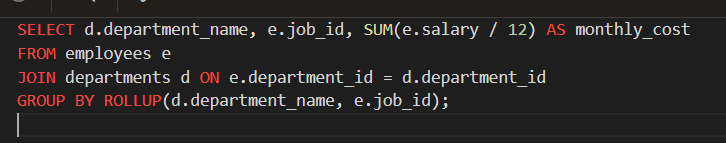 SELECT d.department_name, e.job_id, SUM(e.salary / 12) AS monthly_cost
FROM employees e
JOIN departments d ON e.department_id = d.department_id
GROUP BY ROLLUP(d.department_name, e.job_id);